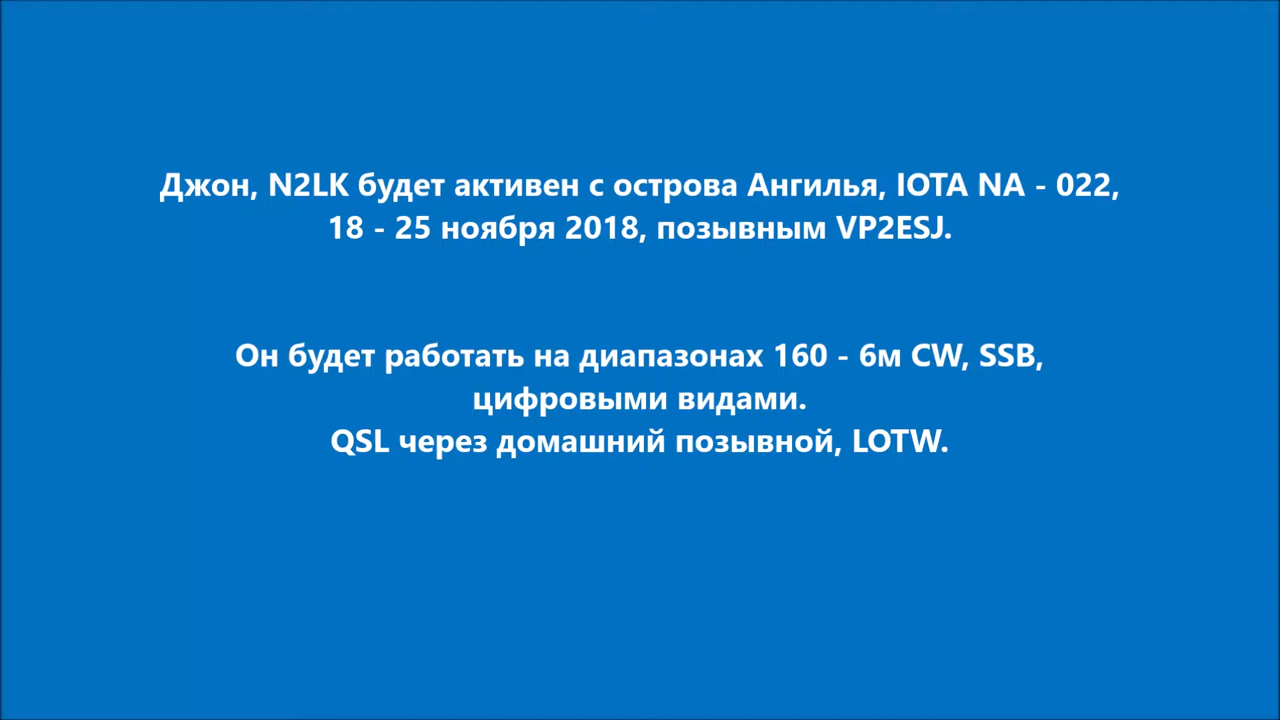 Джон, N2LK будет активен с острова Ангилья, IOTA NA - 022,
18 - 25 ноября 2018, позывным VP2ESJ.
Он будет работать на диапазонах 160 - 6м CW, SSB,
цифровыми видами.
QSL через домашний позывной, LOTW.